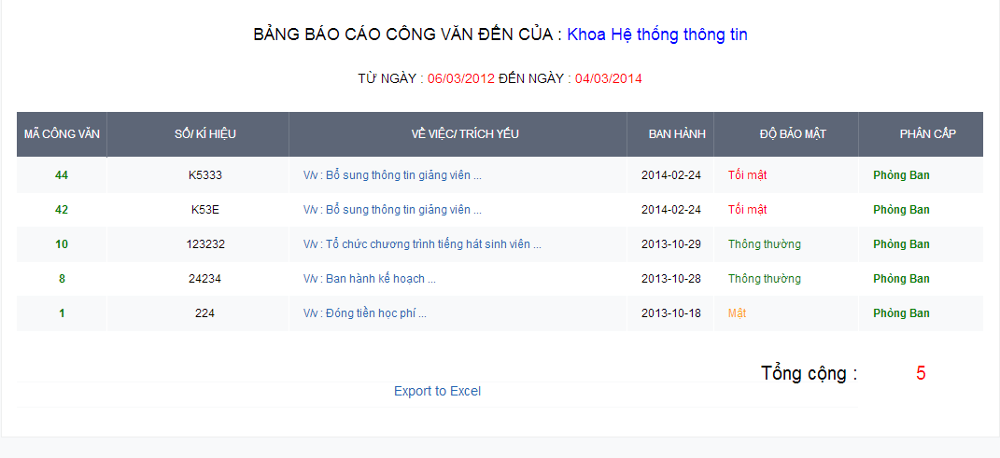 BẢNG BÁO CÁO CÔNG VĂN ĐẾN CỦA : Khoa Hệ thống thông tin
TỪ NGÀY : 06/03/2012 ĐẾN NGÀY : 04/03/2014
MÃ CÔNG VĂN SỐ/ KÍ HIỆU VỀ VIỆC/ TRÍCH YẾU BAN HÀNH ĐỘ BẢO MẬT PHÂN CẤP
44 K5333 V/v : Bổ sung thông tin giảng viên ... 2014-02-24 Tối mật Phòng Ban
42 K53E V/v : Bổ sung thông tin giảng viên ... 2014-02-24 Tối mật Phòng Ban
10 123232 V/v : Tổ chức chương trình tiếng hát sinh viên ... 2013-10-29 Thông thường Phòng Ban
8 24234 V/v : Ban hành kế hoạch ... 2013-10-28 Thông thường Phòng Ban
1 224 V/v : Đóng tiền học phí ... 2013-10-18 Mật Phòng Ban
Tổng cộng : 5
Export to Excel